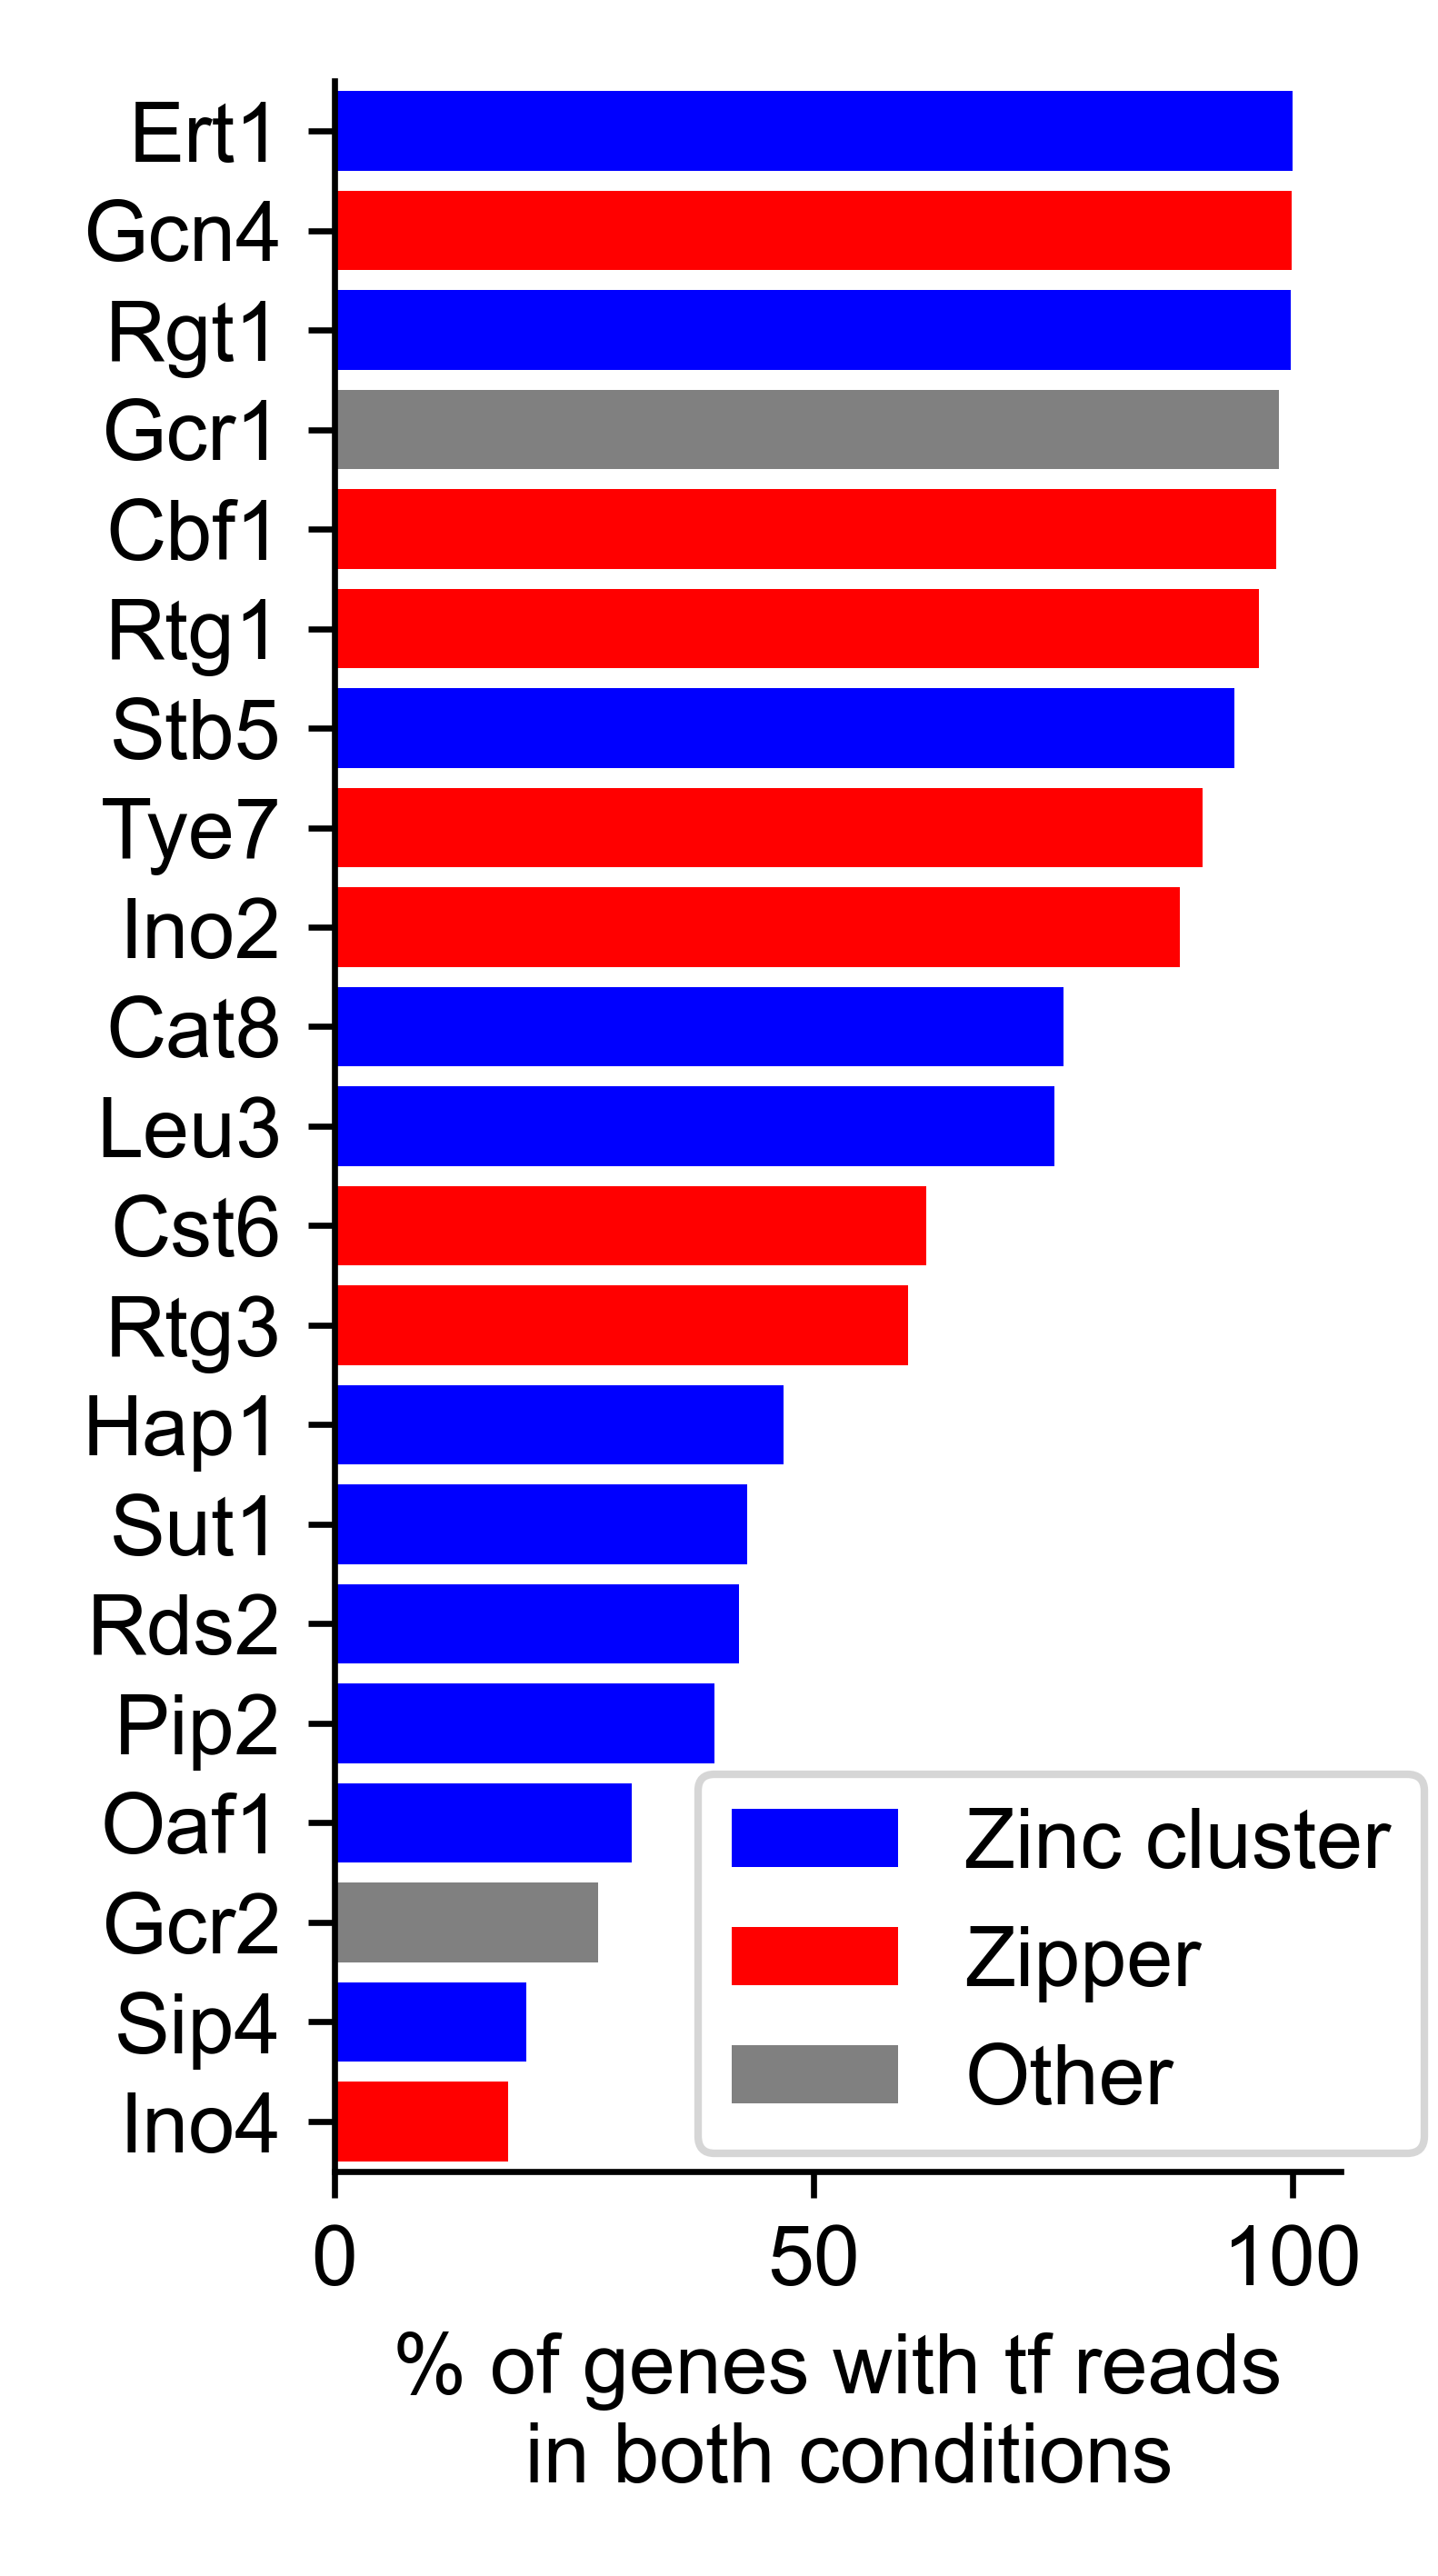 Ert1
Gcn4
Rgt1
Gcr1
Cbf1
Rtg1
Stb5
Tye7
Ino2
Cat8
Leu3
Cst6
Rtg3
Hap1
Sut1
Rds2
Pip2
Oaf1
Gcr2
Sip4
Ino4
Zinc cluster
Zipper
Other
0 50 100
% of genes with tf reads
in both conditions